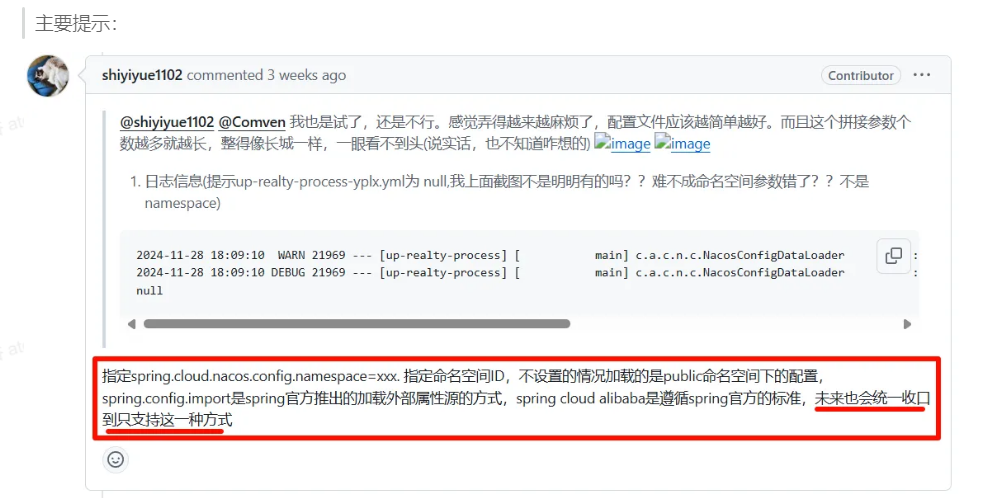 主要提示：
shiyiyue1102 commented 3 weeks ago
Contributor
@shiyiyue1102 @Comven 我也是试了，还是不行。感觉弄得越来越麻烦了，配置文件应该越简单越好。而且这个拼接参数个
数越多就越长，整得像长城一样，一眼看不到头(说实话，也不知道咋想的) image image
1. 日志信息(提示up-realty-process-yplx.yml为 null,我上面截图不是明明有的吗？？难不成命名空间参数错了？？不是
namespace)
2024-11-28 18:09:10  WARN 21969 --- [up-realty-process] [           main] c.a.c.n.c.NacosConfigDataLoader          :
2024-11-28 18:09:10 DEBUG 21969 --- [up-realty-process] [           main] c.a.c.n.c.NacosConfigDataLoader          :
null
指定spring.cloud.nacos.config.namespace=xxx. 指定命名空间ID，不设置的情况加载的是public命名空间下的配置，
spring.config.import是spring官方推出的加载外部属性源的方式，spring cloud alibaba是遵循spring官方的标准，未来也会统一收口
到只支持这一种方式